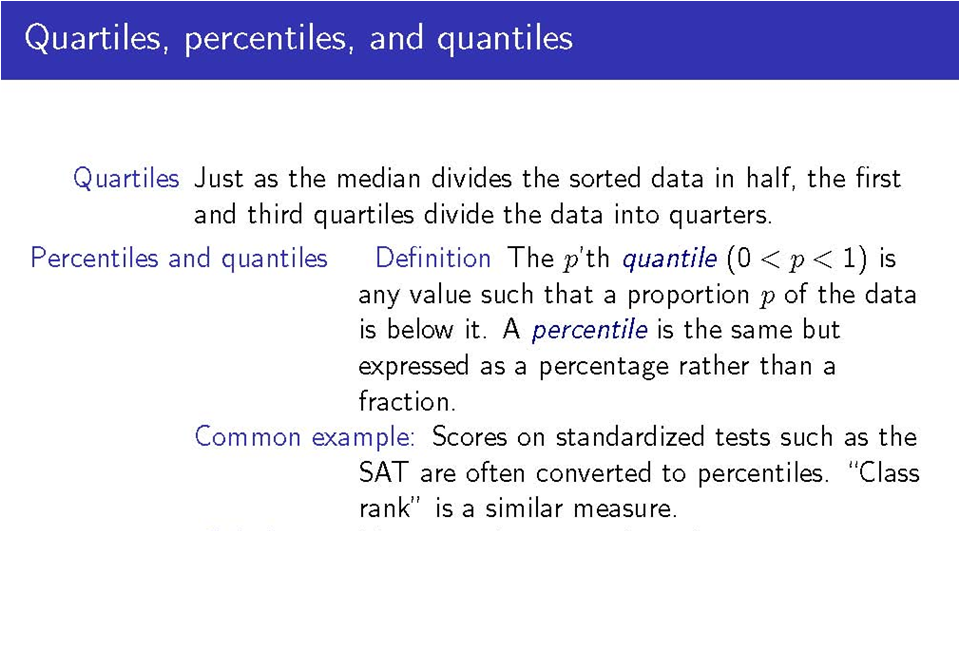 Quartiles, percentiles, and quantiles
Quartiles Just as the median divides the sorted data in half, the first
and third quartiles divide the data into quarters.
Percentiles and quantiles Definition The p'th quantile (0 < p < 1) is
any value such that a proportion p of the data
is below it. A percentile is the same but
expressed as a percentage rather than a
fraction.
Common example: Scores on standardized tests such as the
SAT are often converted to percentiles. “Class
rank” is a similar measure.